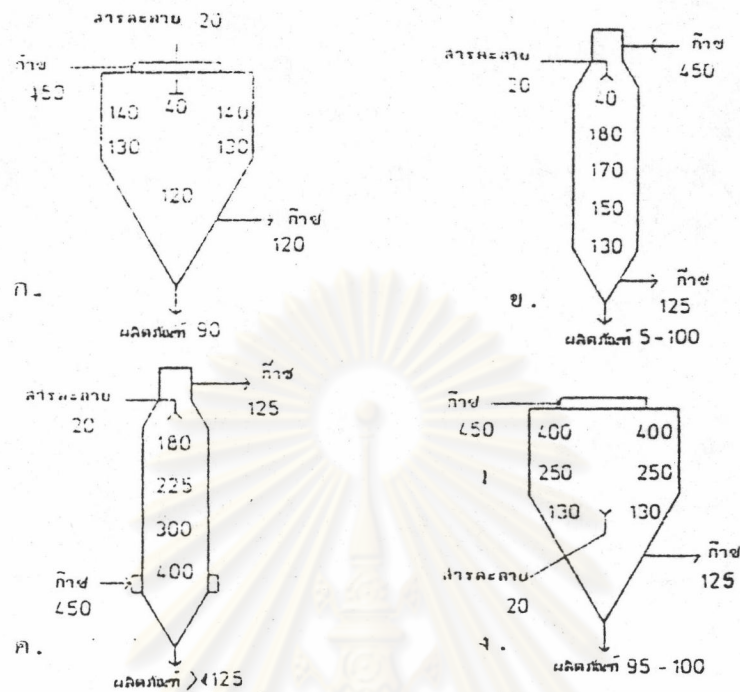 สารละลาย 20
ก๊าซ
450
140 40 140
130 130
120
ก๊าซ
120
ก.
ผลิตภัณฑ์ 90
ก๊าซ
450
สารละลาย
20
40
180
170
150
130
ก๊าซ
125
ข.
ผลิตภัณฑ์ 5-100
ก๊าซ
125
สารละลาย
20
180
225
300
400
ก๊าซ
450
ค.
ผลิตภัณฑ์ >125
ก๊าซ
450
400 400
250 250
130 130
สารละลาย
20
ก๊าซ
125
ง.
ผลิตภัณฑ์ 95-100